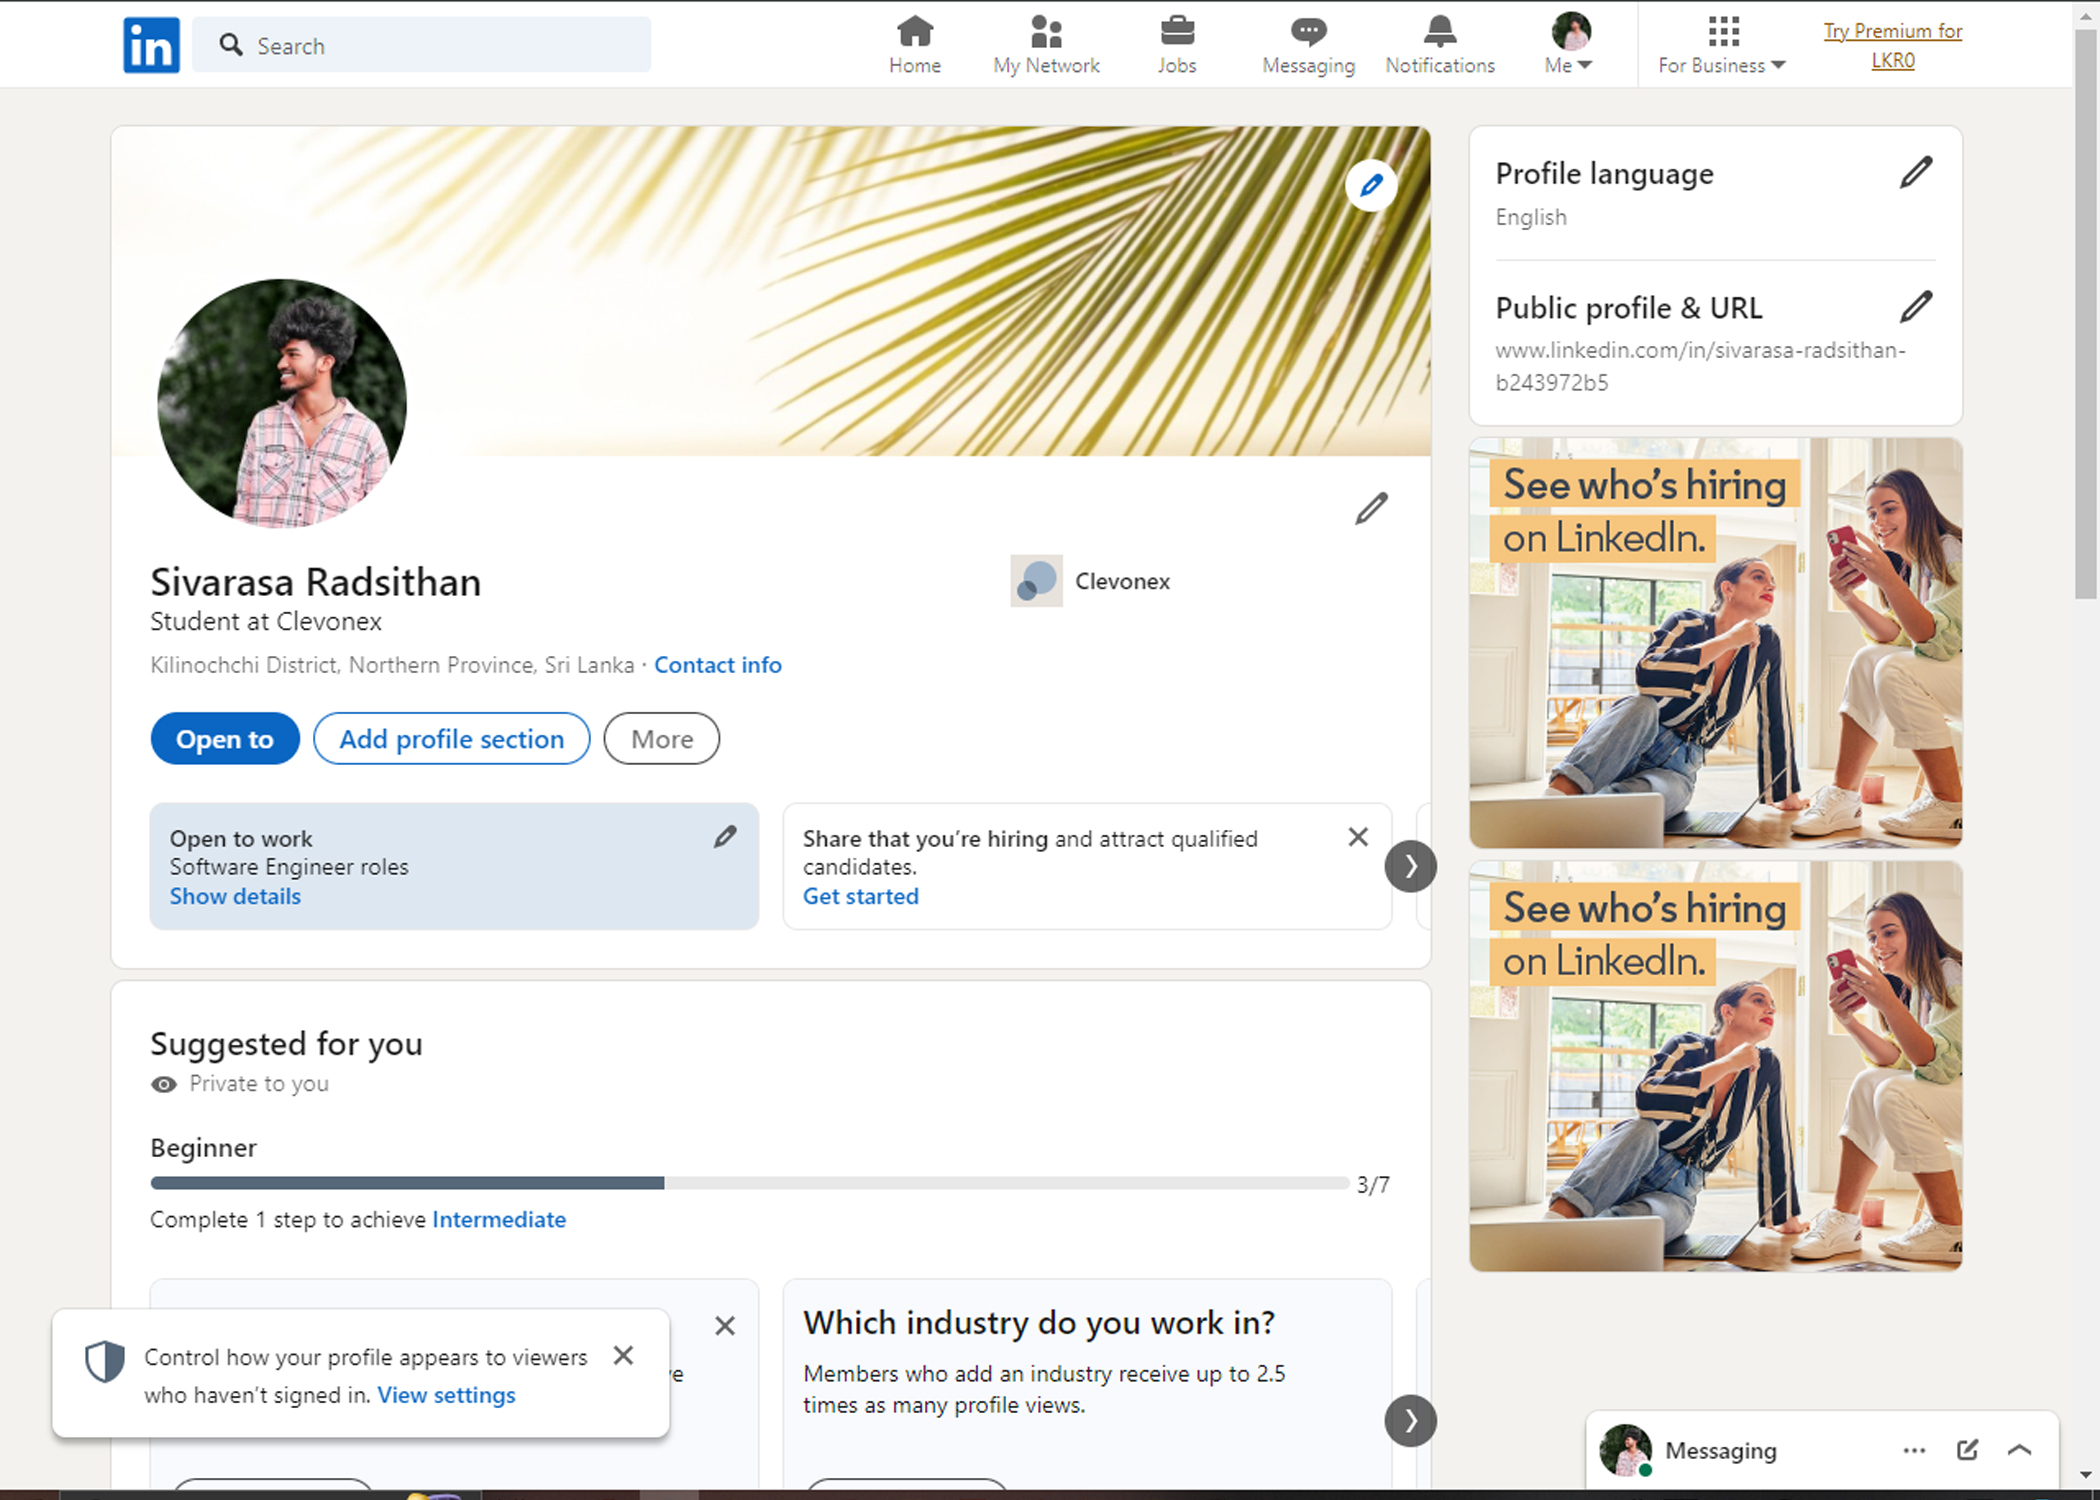 in
Search
Home
My Network
Jobs
Messaging
Notifications
Me
For Business
Try Premium for
LKR0
Sivarasa Radsithan
Student at Clevonex
Kilinochchi District, Northern Province, Sri Lanka · Contact info
Clevonex
Open to
Add profile section
More
Open to work
Software Engineer roles
Show details
Share that you're hiring and attract qualified
candidates.
Get started
Suggested for you
Private to you
Beginner
3/7
Complete 1 step to achieve Intermediate
Which industry do you work in?
Members who add an industry receive up to 2.5
times as many profile views.
Control how your profile appears to viewers
who haven't signed in. View settings
Profile language
English
Public profile & URL
www.linkedin.com/in/sivarasa-radsithan-
b243972b5
See who's hiring
on LinkedIn.
See who's hiring
on LinkedIn.
Messaging